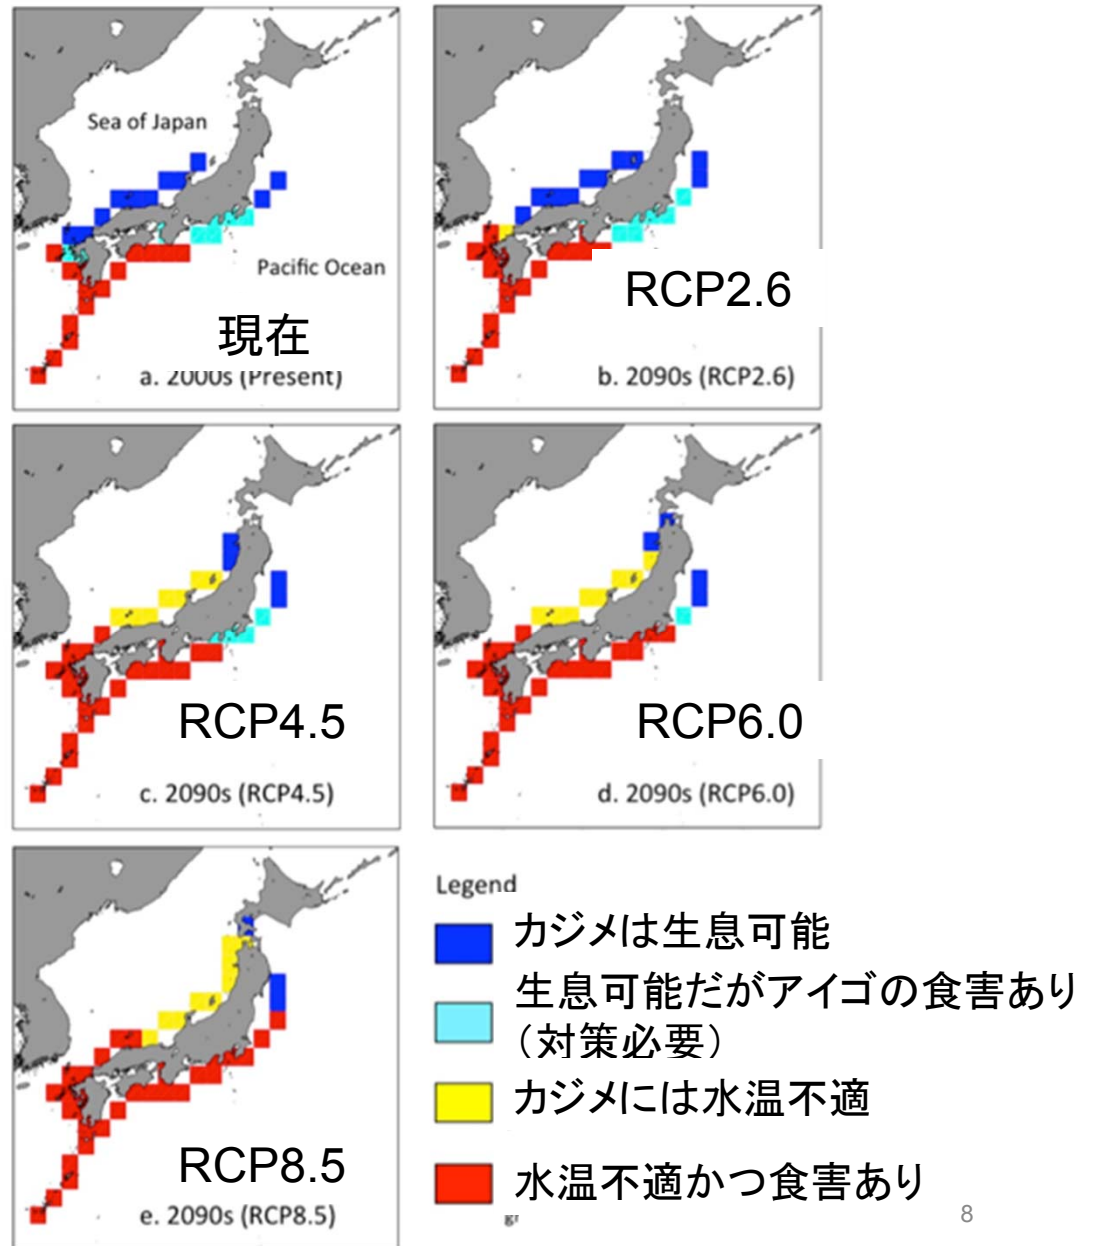 Sea of Japan
Pacific Ocean
現在
a. 2000s (Present)
RCP2.6
b. 2090s (RCP2.6)
RCP4.5
c. 2090s (RCP4.5)
RCP6.0
d. 2090s (RCP6.0)
RCP8.5
e. 2090s (RCP8.5)
Legend
カジメは生息可能
生息可能だがアイゴの食害あり
（対策必要）
カジメには水温不適
水温不適かつ食害あり
8